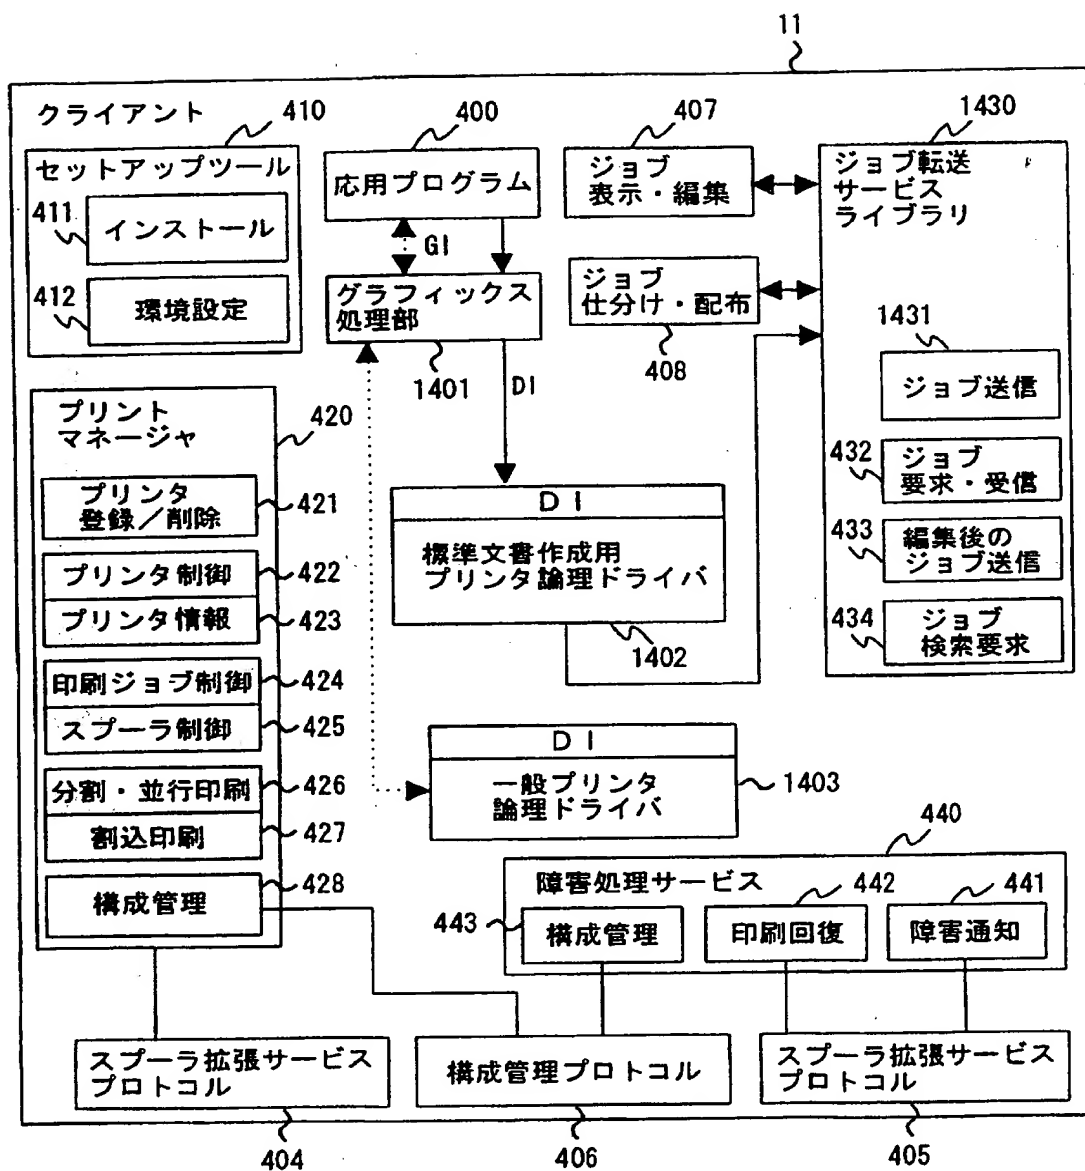 11
クライアント
410
セットアップツール
411
インストール
412
環境設定
400
応用プログラム
GI
グラフィックス
処理部
1401
DI
407
ジョブ
表示・編集
ジョブ
仕分け・配布
408
1430
ジョブ転送
サービス
ライブラリ
1431
ジョブ送信
432
ジョブ
要求・受信
433
編集後の
ジョブ送信
434
ジョブ
検索要求
プリント
マネージャ
420
プリンタ
登録/削除
421
プリンタ制御
422
プリンタ情報
423
印刷ジョブ制御
424
スプーラ制御
425
分割・並行印刷
426
割込印刷
427
構成管理
428
DI
標準文書作成用
プリンタ論理ドライバ
1402
DI
一般プリンタ
論理ドライバ
1403
440
障害処理サービス
443
構成管理
442
印刷回復
441
障害通知
スプーラ拡張サービス
プロトコル
404
構成管理プロトコル
406
スプーラ拡張サービス
プロトコル
405